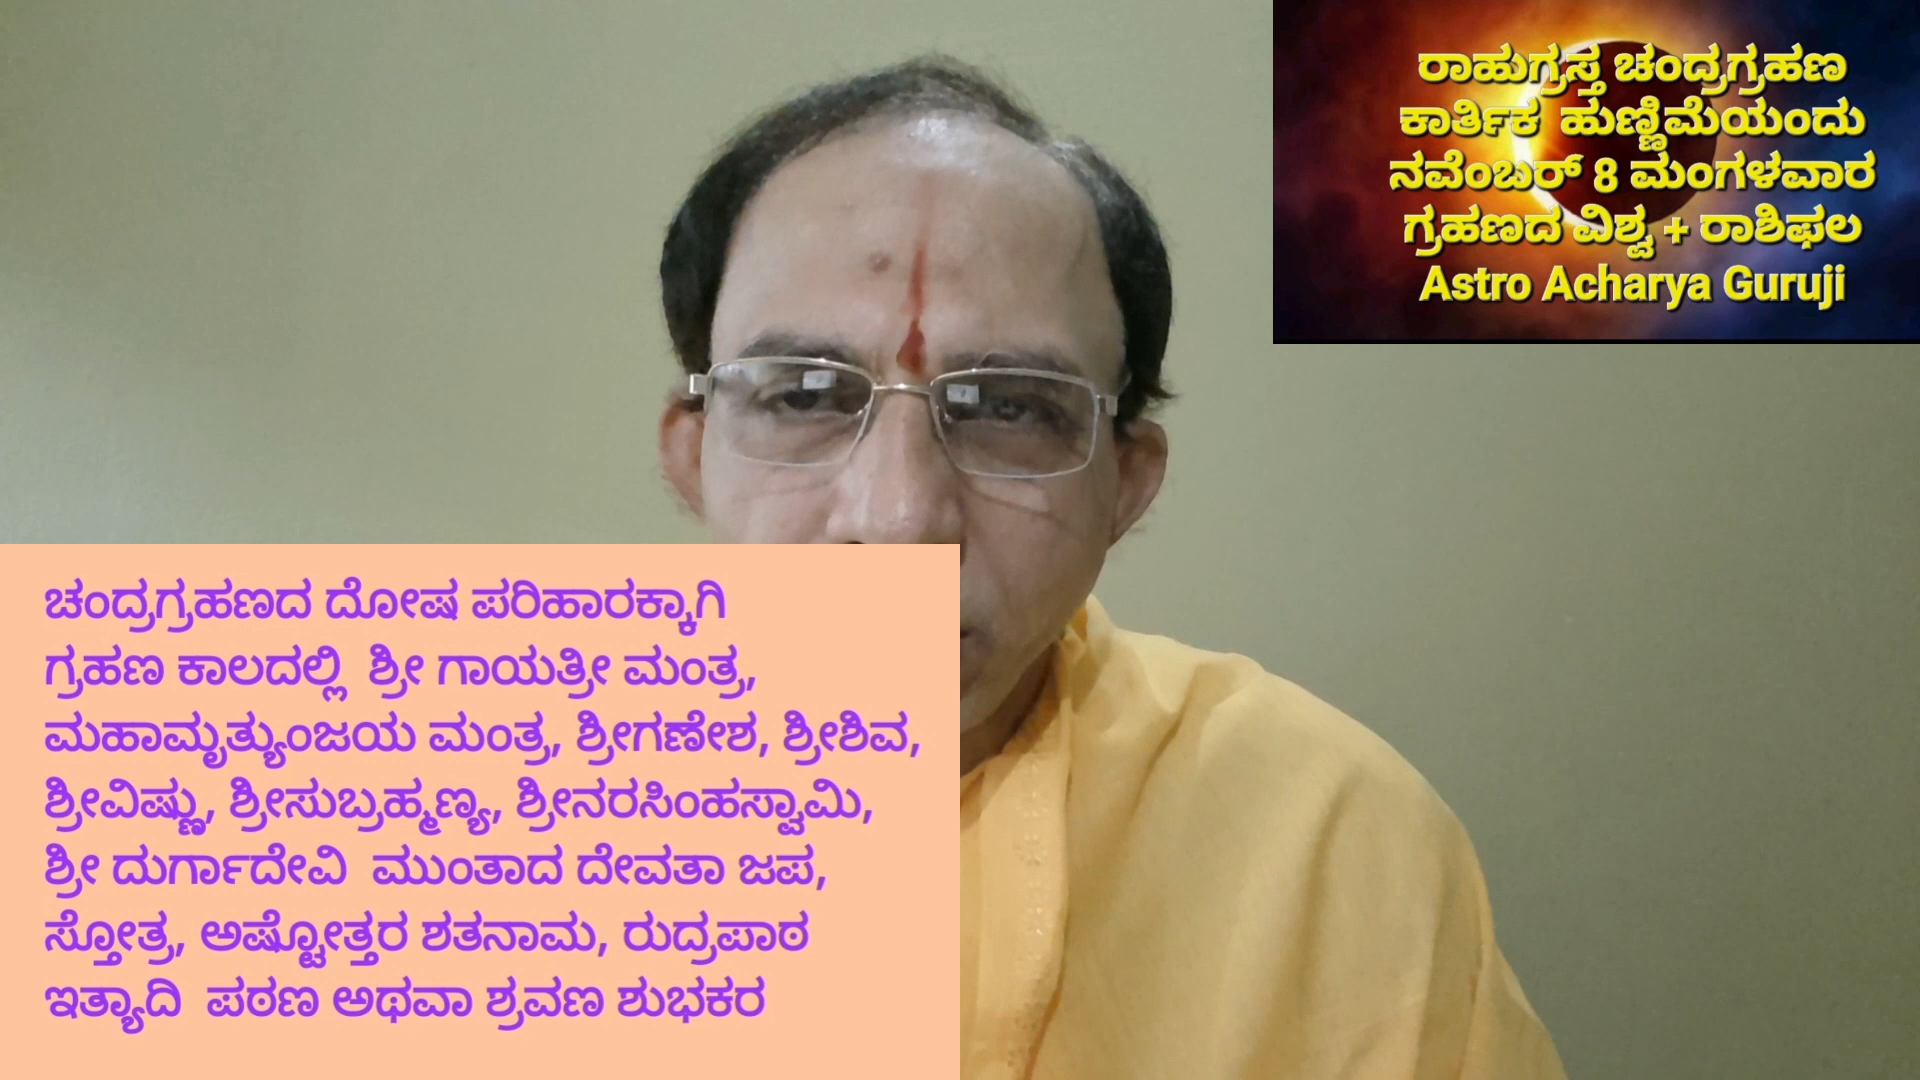 ರಾಹುಗ್ರಸ್ತ ಚಂದ್ರಗ್ರಹಣ
ಕಾರ್ತಿಕ ಹುಣ್ಣಿಮೆಯಂದು
ನವೆಂಬರ್ 8 ಮಂಗಳವಾರ
ಗ್ರಹಣದ ವಿಶ್ವ + ರಾಶಿಫಲ
Astro Acharya Guruji
ಚಂದ್ರಗ್ರಹಣದ ದೋಷ ಪರಿಹಾರಕ್ಕಾಗಿ
ಗ್ರಹಣ ಕಾಲದಲ್ಲಿ ಶ್ರೀ ಗಾಯತ್ರೀ ಮಂತ್ರ,
ಮಹಾಮೃತ್ಯುಂಜಯ ಮಂತ್ರ, ಶ್ರೀಗಣೇಶ, ಶ್ರೀಶಿವ,
ಶ್ರೀವಿಷ್ಣು, ಶ್ರೀಸುಬ್ರಹ್ಮಣ್ಯ, ಶ್ರೀನರಸಿಂಹಸ್ವಾಮಿ,
ಶ್ರೀ ದುರ್ಗಾದೇವಿ ಮುಂತಾದ ದೇವತಾ ಜಪ,
ಸ್ತೋತ್ರ, ಅಷ್ಟೋತ್ತರ ಶತನಾಮ, ರುದ್ರಪಾಠ
ಇತ್ಯಾದಿ ಪಠಣ ಅಥವಾ ಶ್ರವಣ ಶುಭಕರ